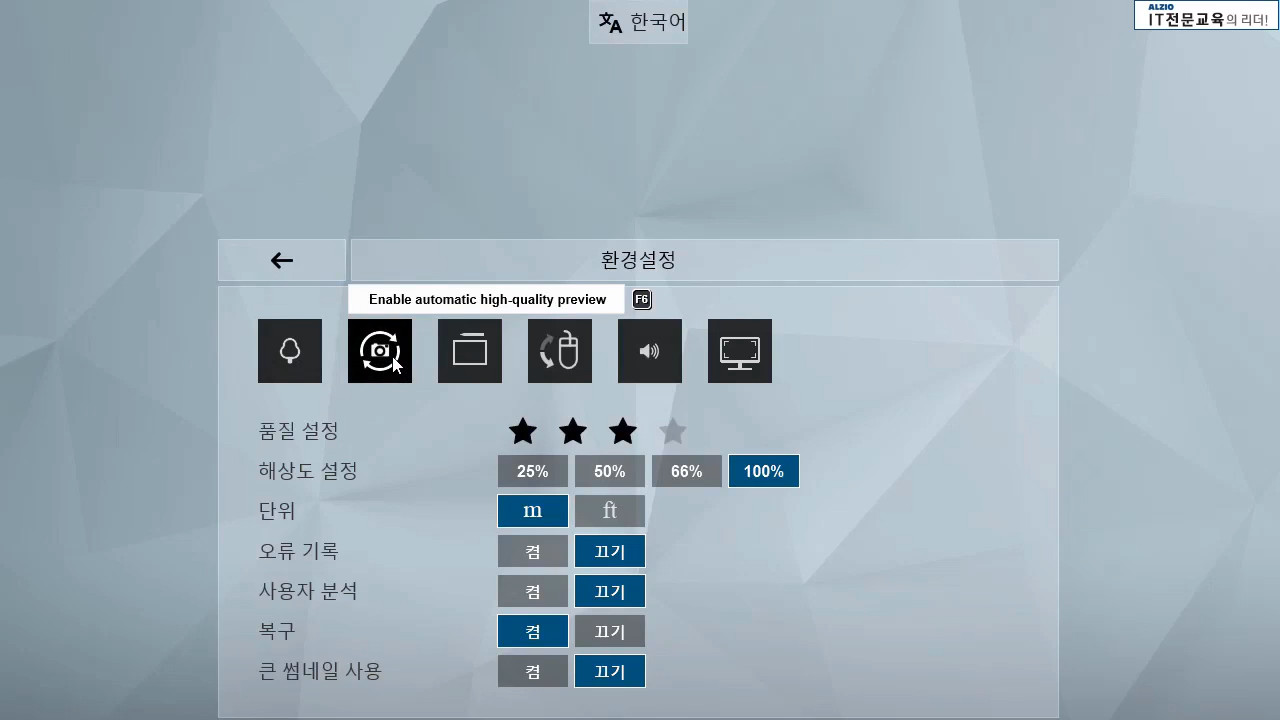 한국어
ALZIO
IT전문교육의 리더!
환경설정
Enable automatic high-quality preview F6
품질 설정
해상도 설정 25% 50% 66% 100%
단위 m ft
오류 기록 켬 끄기
사용자 분석 켬 끄기
복구 켬 끄기
큰 썸네일 사용 켬 끄기